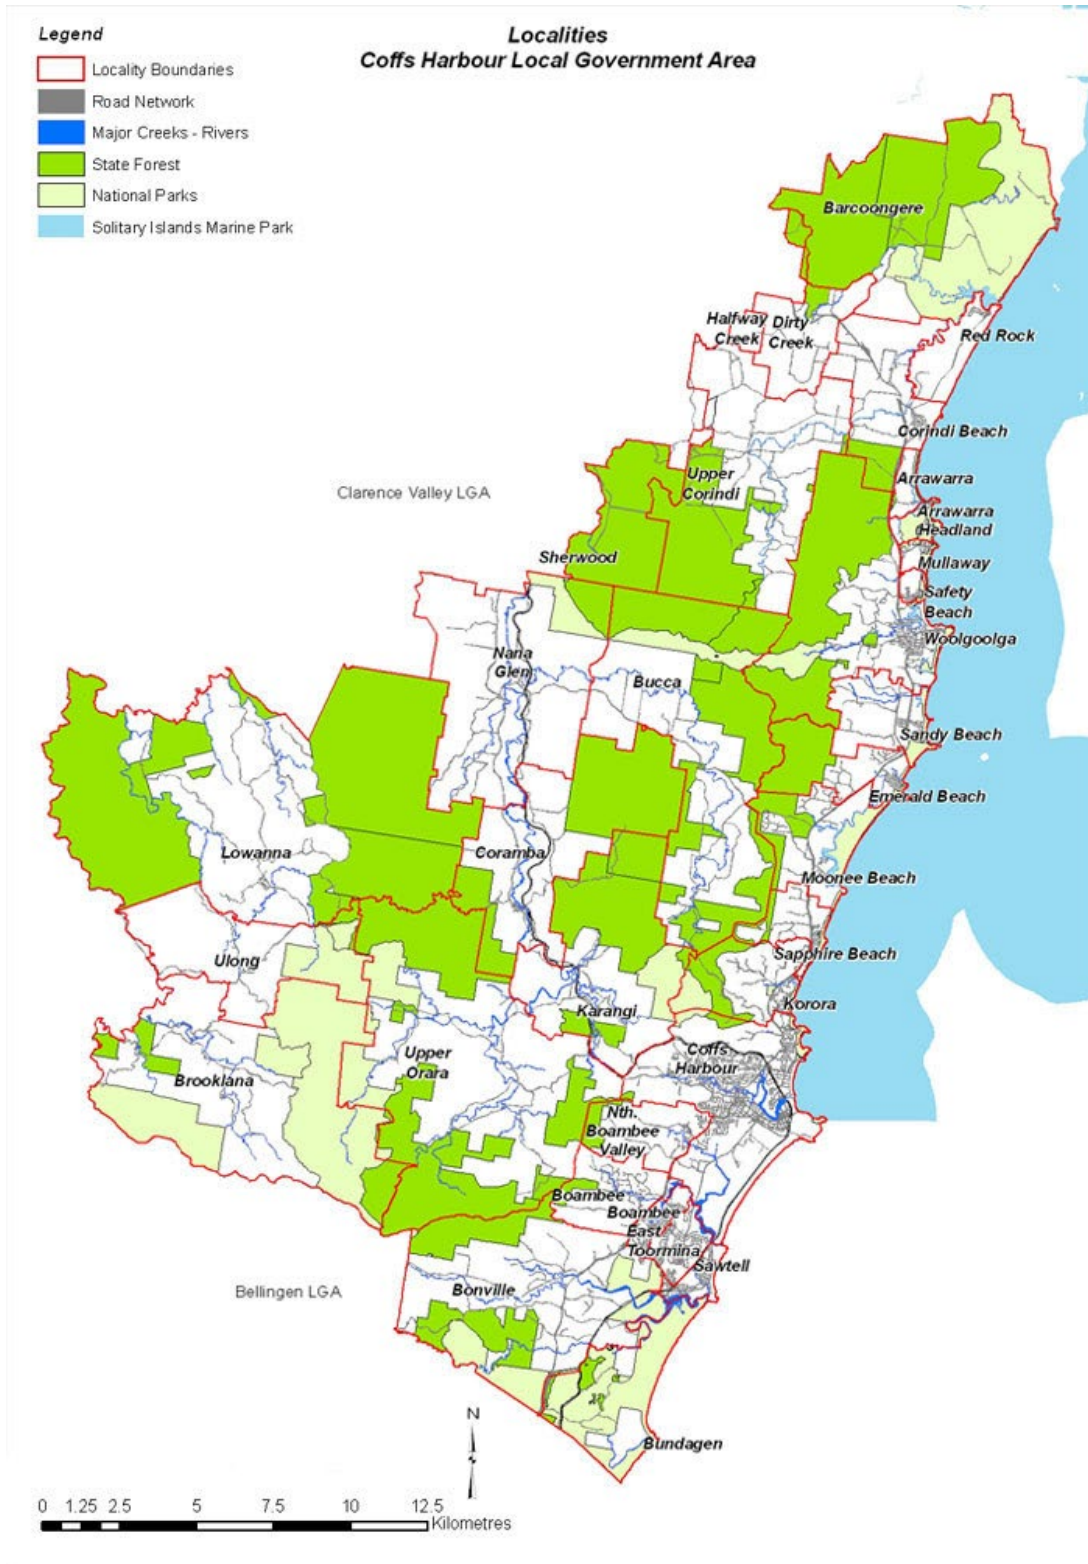 Legend
Locality Boundaries
Road Network
Major Creeks - Rivers
State Forest
National Parks
Solitary Islands Marine Park
Localities
Coffs Harbour Local Government Area
Barcoongere
Halfway
Creek
Dirty
Creek
Red Rock
Corindi Beach
Upper
Corindi
Arrawarra
Clarence Valley LGA
Arrawarra
Headland
Sherwood
Mullaway
Safety
Beach
Woolgoolga
Nana
Glen
Bucca
Sandy Beach
Emerald Beach
Lowanna
Coramba
Moonee Beach
Ulong
Sapphire Beach
Karangi
Korora
Upper
Orara
Coffs
Harbour
Brooklana
Nth.
Boambee
Valley
Boambee
Boambee
East
Toormina
Sawtell
Bellingen LGA
Bonville
Bundagen
N
0 1.25 2.5 5 7.5 10 12.5
Kilometres